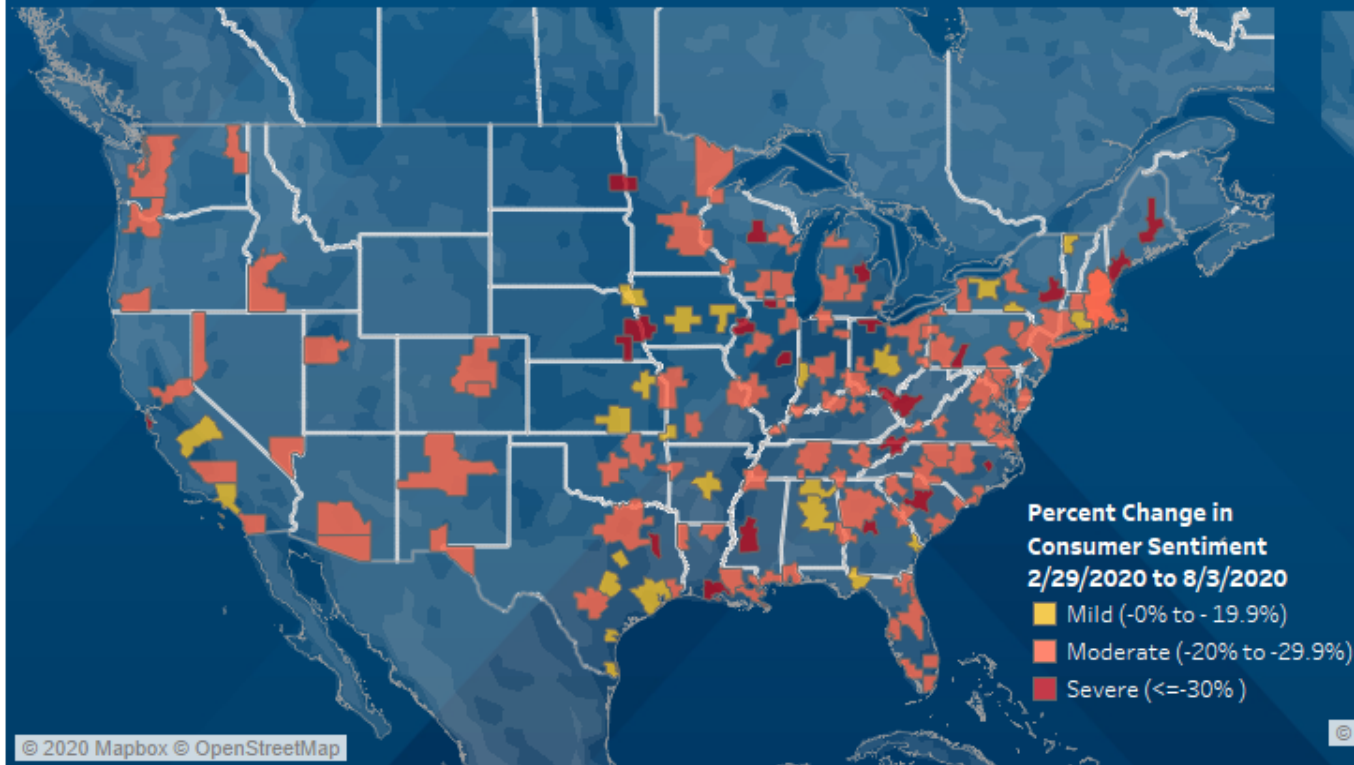 Percent Change in
Consumer Sentiment
2/29/2020 to 8/3/2020
Mild (-0% to - 19.9%)
Moderate (-20% to -29.9%)
Severe (<=-30% )
© 2020 Mapbox © OpenStreetMap
©